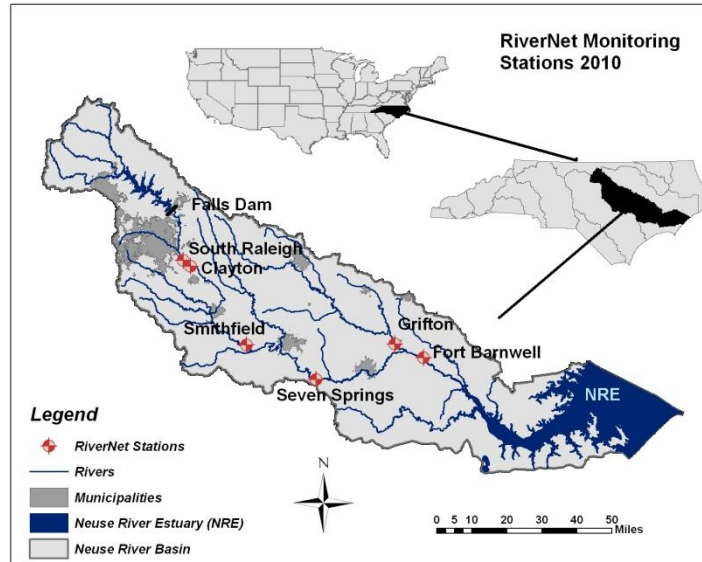 RiverNet Monitoring
Stations 2010
Falls Dam
South Raleigh
Clayton
Smithfield
Grifton
Fort Barnwell
Seven Springs
NRE
Legend
RiverNet Stations
Rivers
Municipalities
Neuse River Estuary (NRE)
Neuse River Basin
N
0 5 10 20 30 40 50
Miles